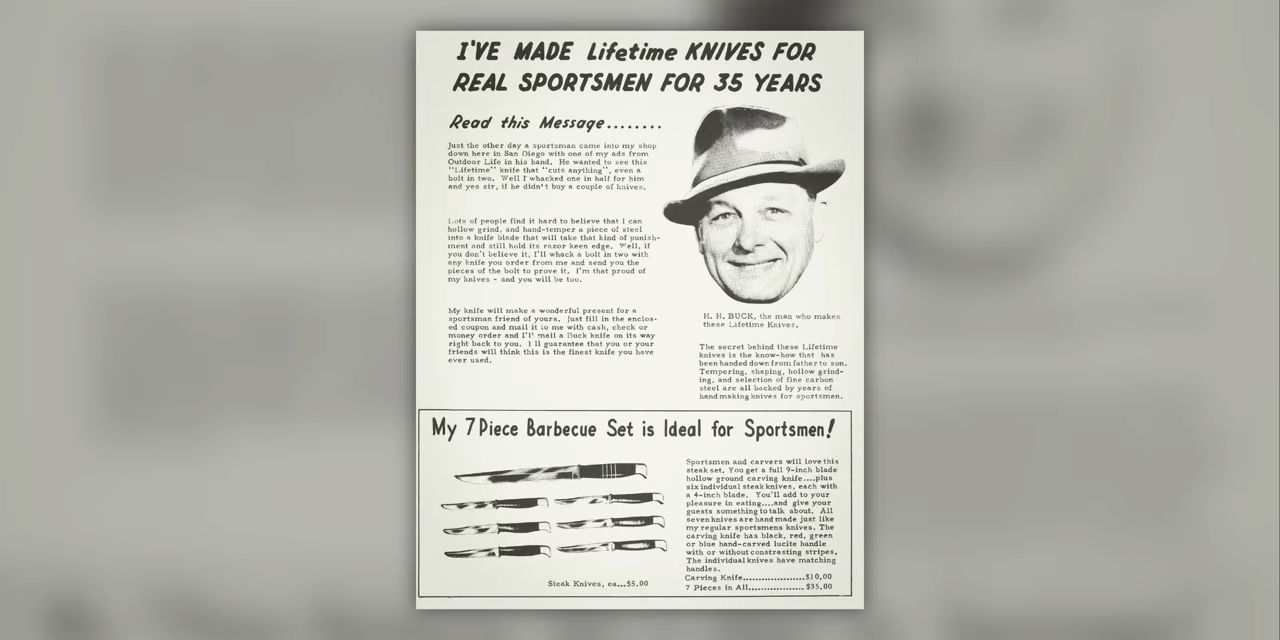 I'VE MADE Lifetime KNIVES FOR
REAL SPORTSMEN FOR 35 YEARS
Read this Message........
Just the other day a sportsman came into my shop
down here in San Diego with one of my ads from
Outdoor Life in his hand. He wanted to see this
"Lifetime" knife that "cuts anything", even a
bolt in two. Well I whacked one in half for him
and yes sir, if he didn't buy a couple of knives.
Lots of people find it hard to believe that I can
hollow grind, and hand-temper a piece of steel
into a knife blade that will take that kind of punish-
ment and still hold its razor keen edge. Well, if
you don't believe it, I'll whack a bolt in two with
any knife you order from me and send you the
pieces of the bolt to prove it. I'm that proud of
my knives - and you will be too.
My knife will make a wonderful present for a
sportsman friend of yours. Just fill in the enclos-
ed coupon and mail it to me with cash, check or
money order and I'l' mail a Buck knife on its way
right back to you. I ll guarantee that you or your
friends will think this is the finest knife you have
ever used.
H. H. BUCK, the man who makes
these Lifetime Knives.
The secret behind these Lifetime
knives is the know-how that has
been handed down from father to son.
Tempering, shaping, hollow grind-
ing, and selection of fine carbon
steel are all backed by years of
hand making knives for sportsmen.
My 7 Piece Barbecue Set is Ideal for Sportsmen!
Sportsmen and carvers will love this
steak set. You get a full 9-inch blade
hollow ground carving knife....plus
six individual steak knives, each with
a 4-inch blade. You'll add to your
pleasure in eating....and give your
guests something to talk about. All
seven knives are hand made just like
my regular sportsmens knives. The
carving knife has black, red, green
or blue hand-carved lucite handle
with or without constrasting stripes.
The individual knives have matching
handles.
Carving Knife.....................$10.00
7 Pieces in All...................$35.00
Steak Knives, ea...$5.00